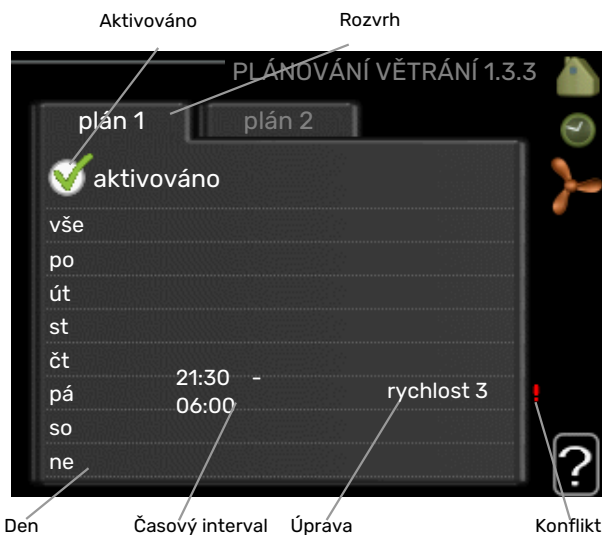 Aktivováno Rozvrh
PLÁNOVÁNÍ VĚTRÁNÍ 1.3.3
plán 1 plán 2
aktivováno
vše
po
út
st
čt
pá 21:30 - 06:00 rychlost 3 !
so
ne
?
Den Časový interval Úprava Konflikt